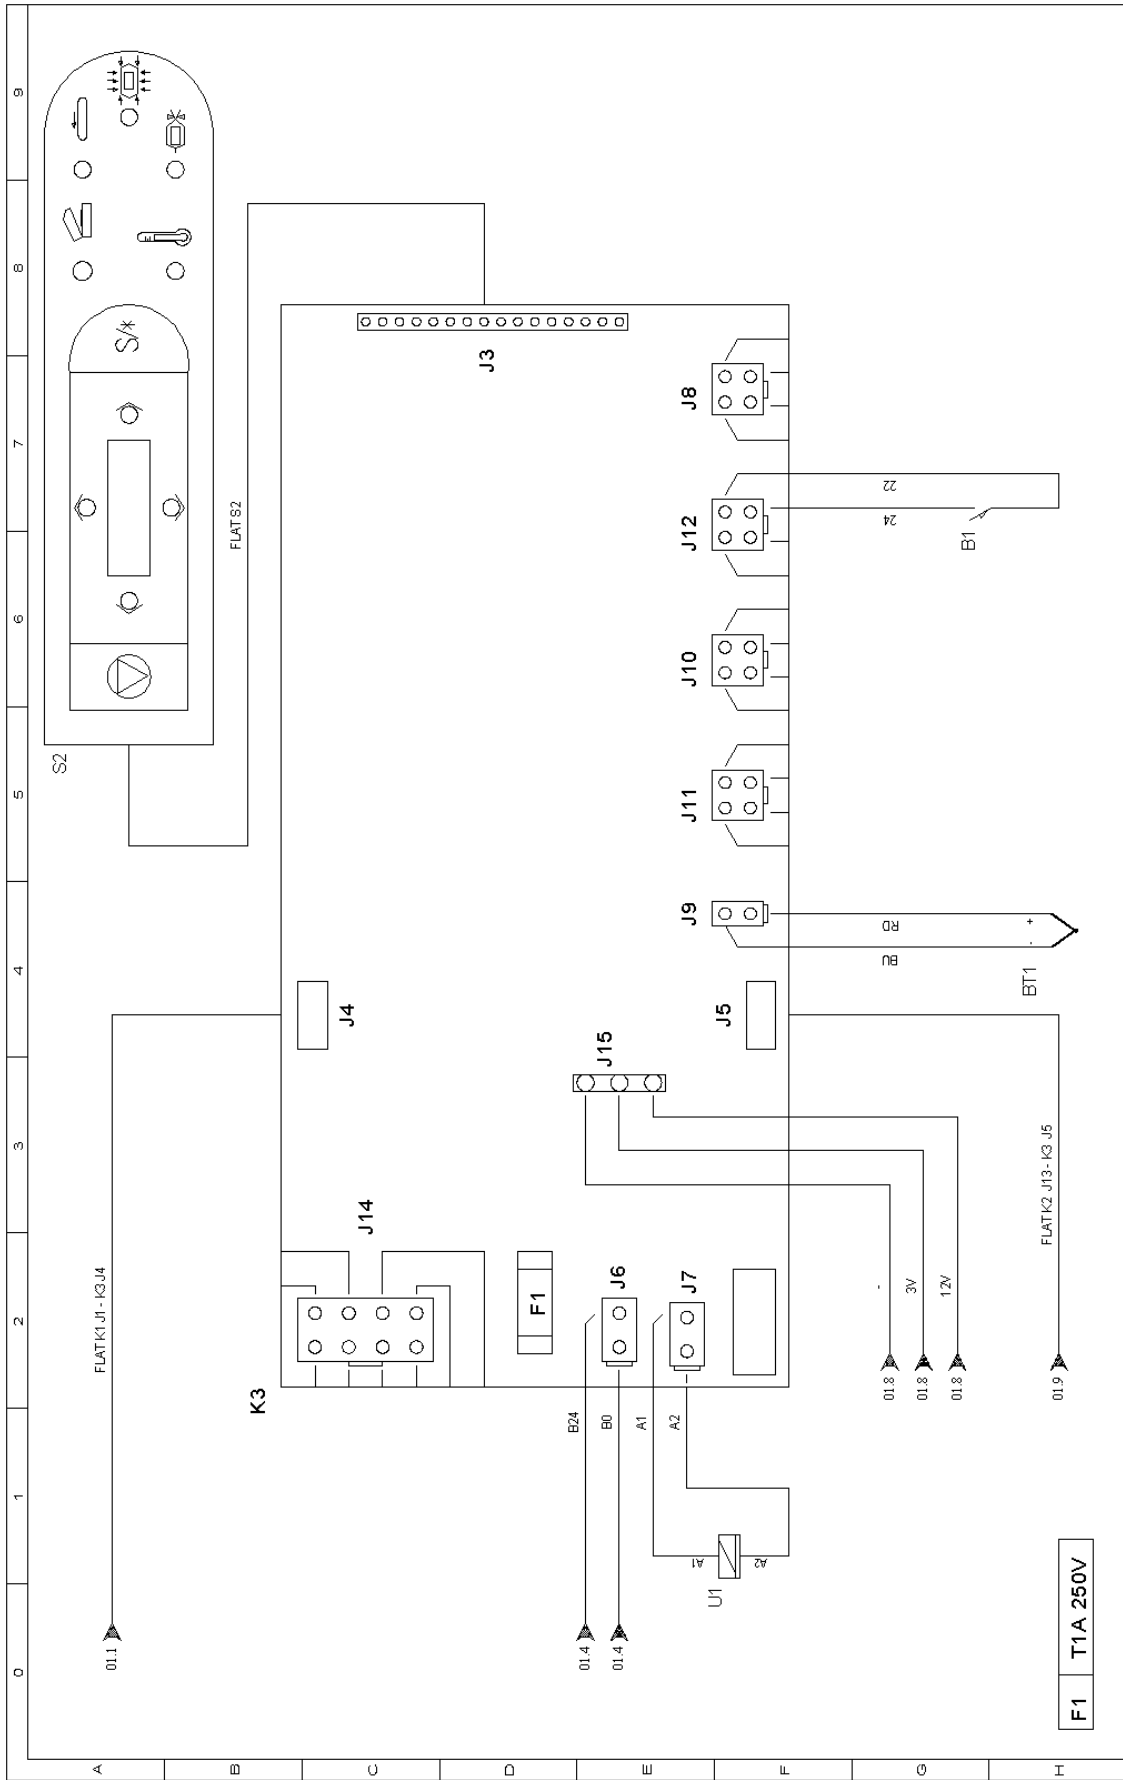 0 1 2 3 4 5 6 7 8 9
A
B
C
D
E
F
G
H
S2
S/*
FLAT S2
FLAT K1 J1 - K3 J4
01.1
K3
J14
J4
J3
F1
J15
J6
J7
J5
J9
J11
J10
J12
J8
B24
B0
01.4
01.4
A1
A2
A1
A2
U1
-
3V
12V
01.8
01.8
01.8
FLAT K2 J13 - K3 J5
01.9
BU
RD
-
+
BT1
24
22
B1
F1 T1A 250V